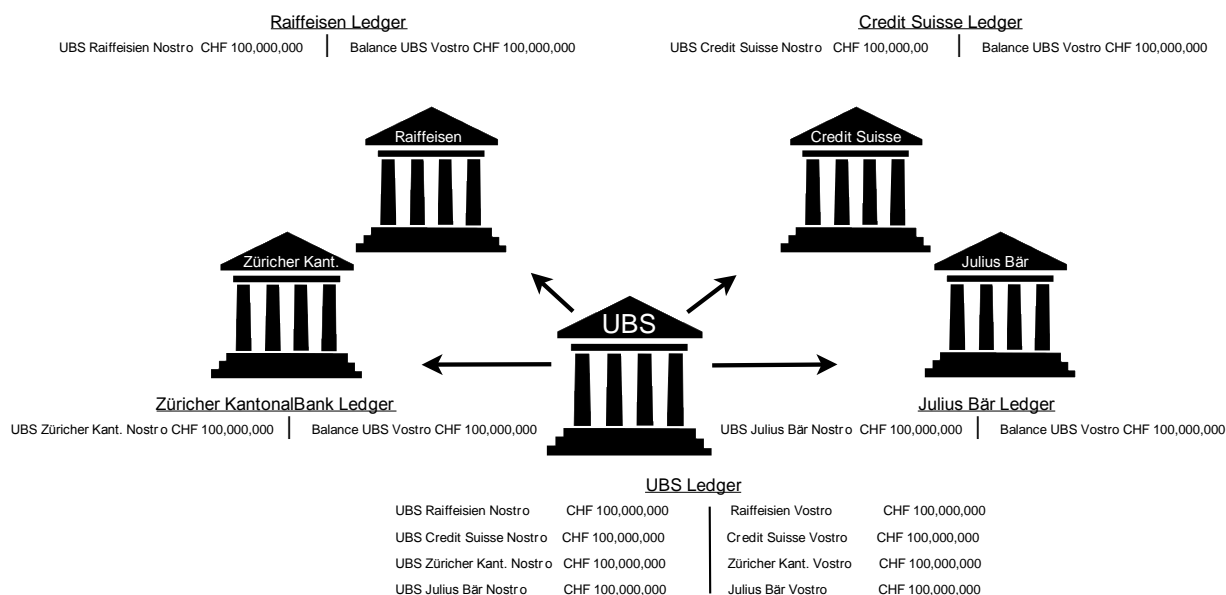 Raiffeisen Ledger
UBS Raiffeisien Nostro CHF 100,000,000 Balance UBS Vostro CHF 100,000,000
Credit Suisse Ledger
UBS Credit Suisse Nostro CHF 100,000,00 Balance UBS Vostro CHF 100,000,000
Raiffeisen
Credit Suisse
Züricher Kant.
Julius Bär
UBS
Züricher KantonalBank Ledger
UBS Züricher Kant. Nostro CHF 100,000,000 Balance UBS Vostro CHF 100,000,000
Julius Bär Ledger
UBS Julius Bär Nostro CHF 100,000,000 Balance UBS Vostro CHF 100,000,000
UBS Ledger
UBS Raiffeisien Nostro CHF 100,000,000 Raiffeisien Vostro CHF 100,000,000
UBS Credit Suisse Nostro CHF 100,000,000 Credit Suisse Vostro CHF 100,000,000
UBS Züricher Kant. Nostro CHF 100,000,000 Züricher Kant. Vostro CHF 100,000,000
UBS Julius Bär Nostro CHF 100,000,000 Julius Bär Vostro CHF 100,000,000